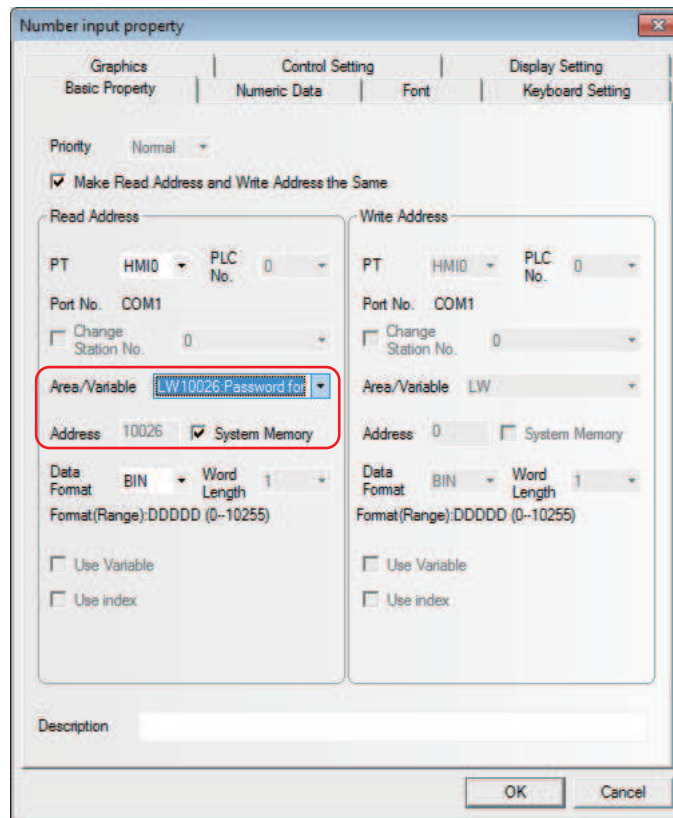 Number input property
Graphics Control Setting Display Setting
Basic Property Numeric Data Font Keyboard Setting
Priority Normal
Make Read Address and Write Address the Same
Read Address
PT HMI0 PLC No. 0
Port No. COM1
Change Station No. 0
Area/Variable LW10026:Password for
Address 10026 System Memory
Data Format BIN Word Length 1
Format(Range):DDDDD (0--10255)
Use Variable
Use index
Write Address
PT HMI0 PLC No. 0
Port No. COM1
Change Station No. 0
Area/Variable LW
Address 0 System Memory
Data Format BIN Word Length 1
Format(Range):DDDDD (0--10255)
Use Variable
Use index
Description
OK Cancel